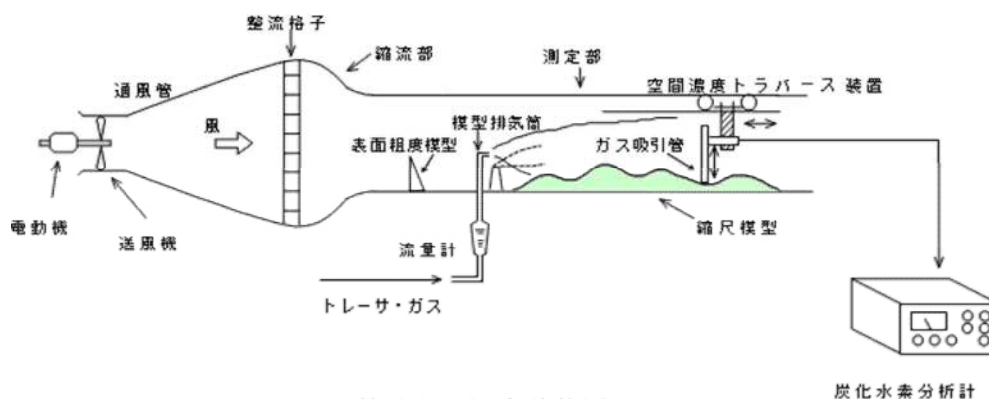 整流格子
縮流部
測定部
通風管
空間濃度トラバース装置
風
模型排気筒
表面粗度模型
ガス吸引管
電動機
送風機
流量計
縮尺模型
トレーサ・ガス
炭化水素分析計